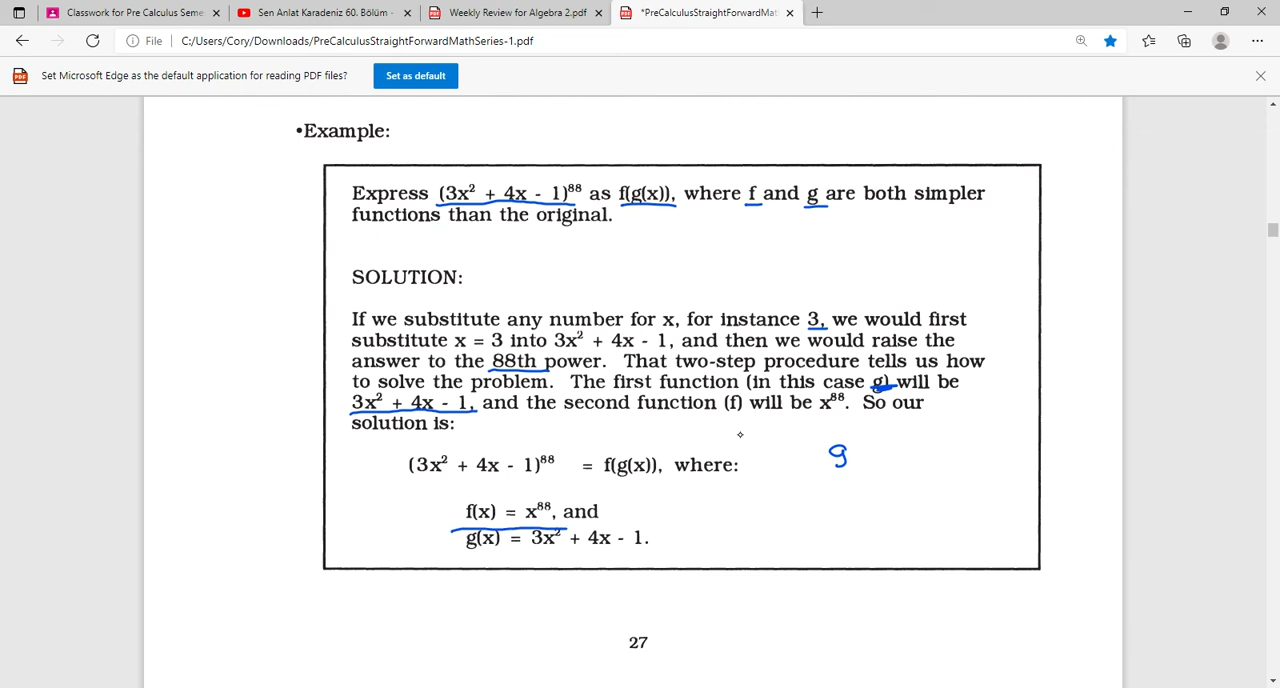 Classwork for Pre Calculus Seme
Sen Anlat Karadeniz 60. Bölüm -
Weekly Review for Algebra 2.pdf
*PreCalculusStraightForwardMat
File
C:/Users/Cory/Downloads/PreCalculusStraightForwardMathSeries-1.pdf
Set Microsoft Edge as the default application for reading PDF files?
Set as default
•Example:
Express (3x² + 4x - 1)⁸⁸ as f(g(x)), where f and g are both simpler
functions than the original.
SOLUTION:
If we substitute any number for x, for instance 3, we would first
substitute x = 3 into 3x² + 4x - 1, and then we would raise the
answer to the 88th power. That two-step procedure tells us how
to solve the problem. The first function (in this case g) will be
3x² + 4x - 1, and the second function (f) will be x⁸⁸. So our
solution is:
(3x² + 4x - 1)⁸⁸ = f(g(x)), where:
g
f(x) = x⁸⁸, and
g(x) = 3x² + 4x - 1.
27